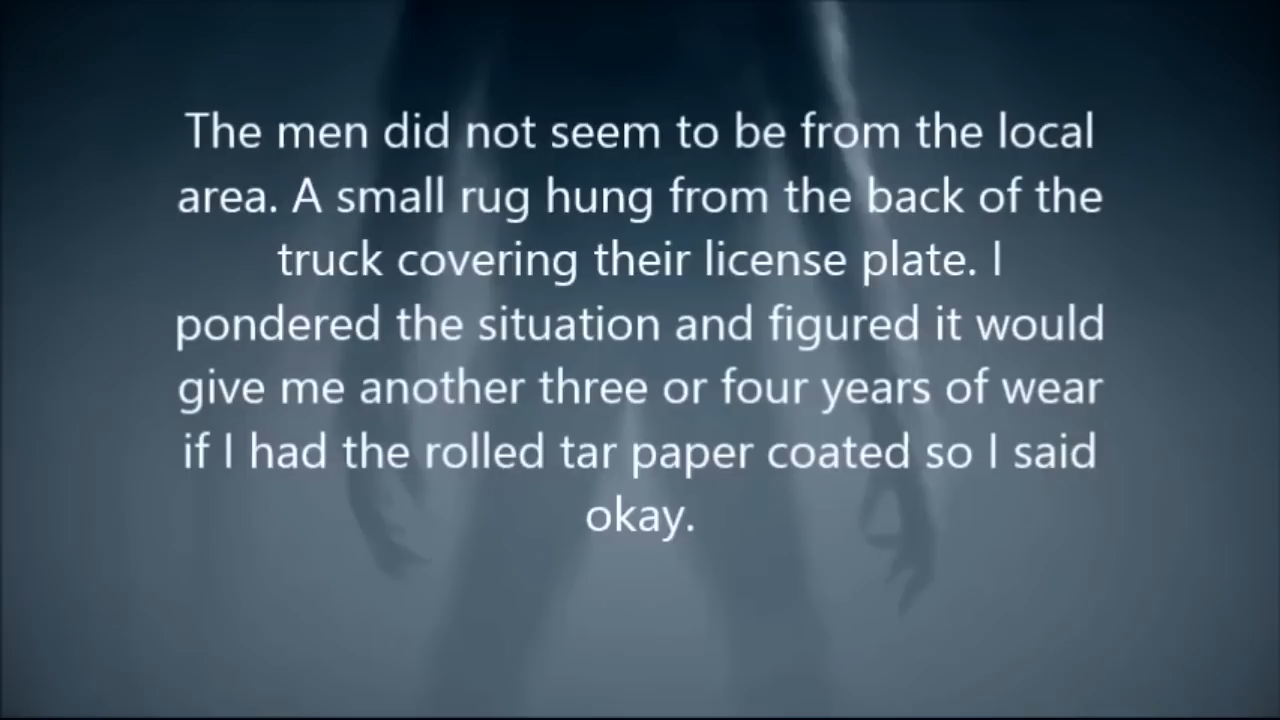 The men did not seem to be from the local
area. A small rug hung from the back of the
truck covering their license plate. I
pondered the situation and figured it would
give me another three or four years of wear
if I had the rolled tar paper coated so I said
okay.